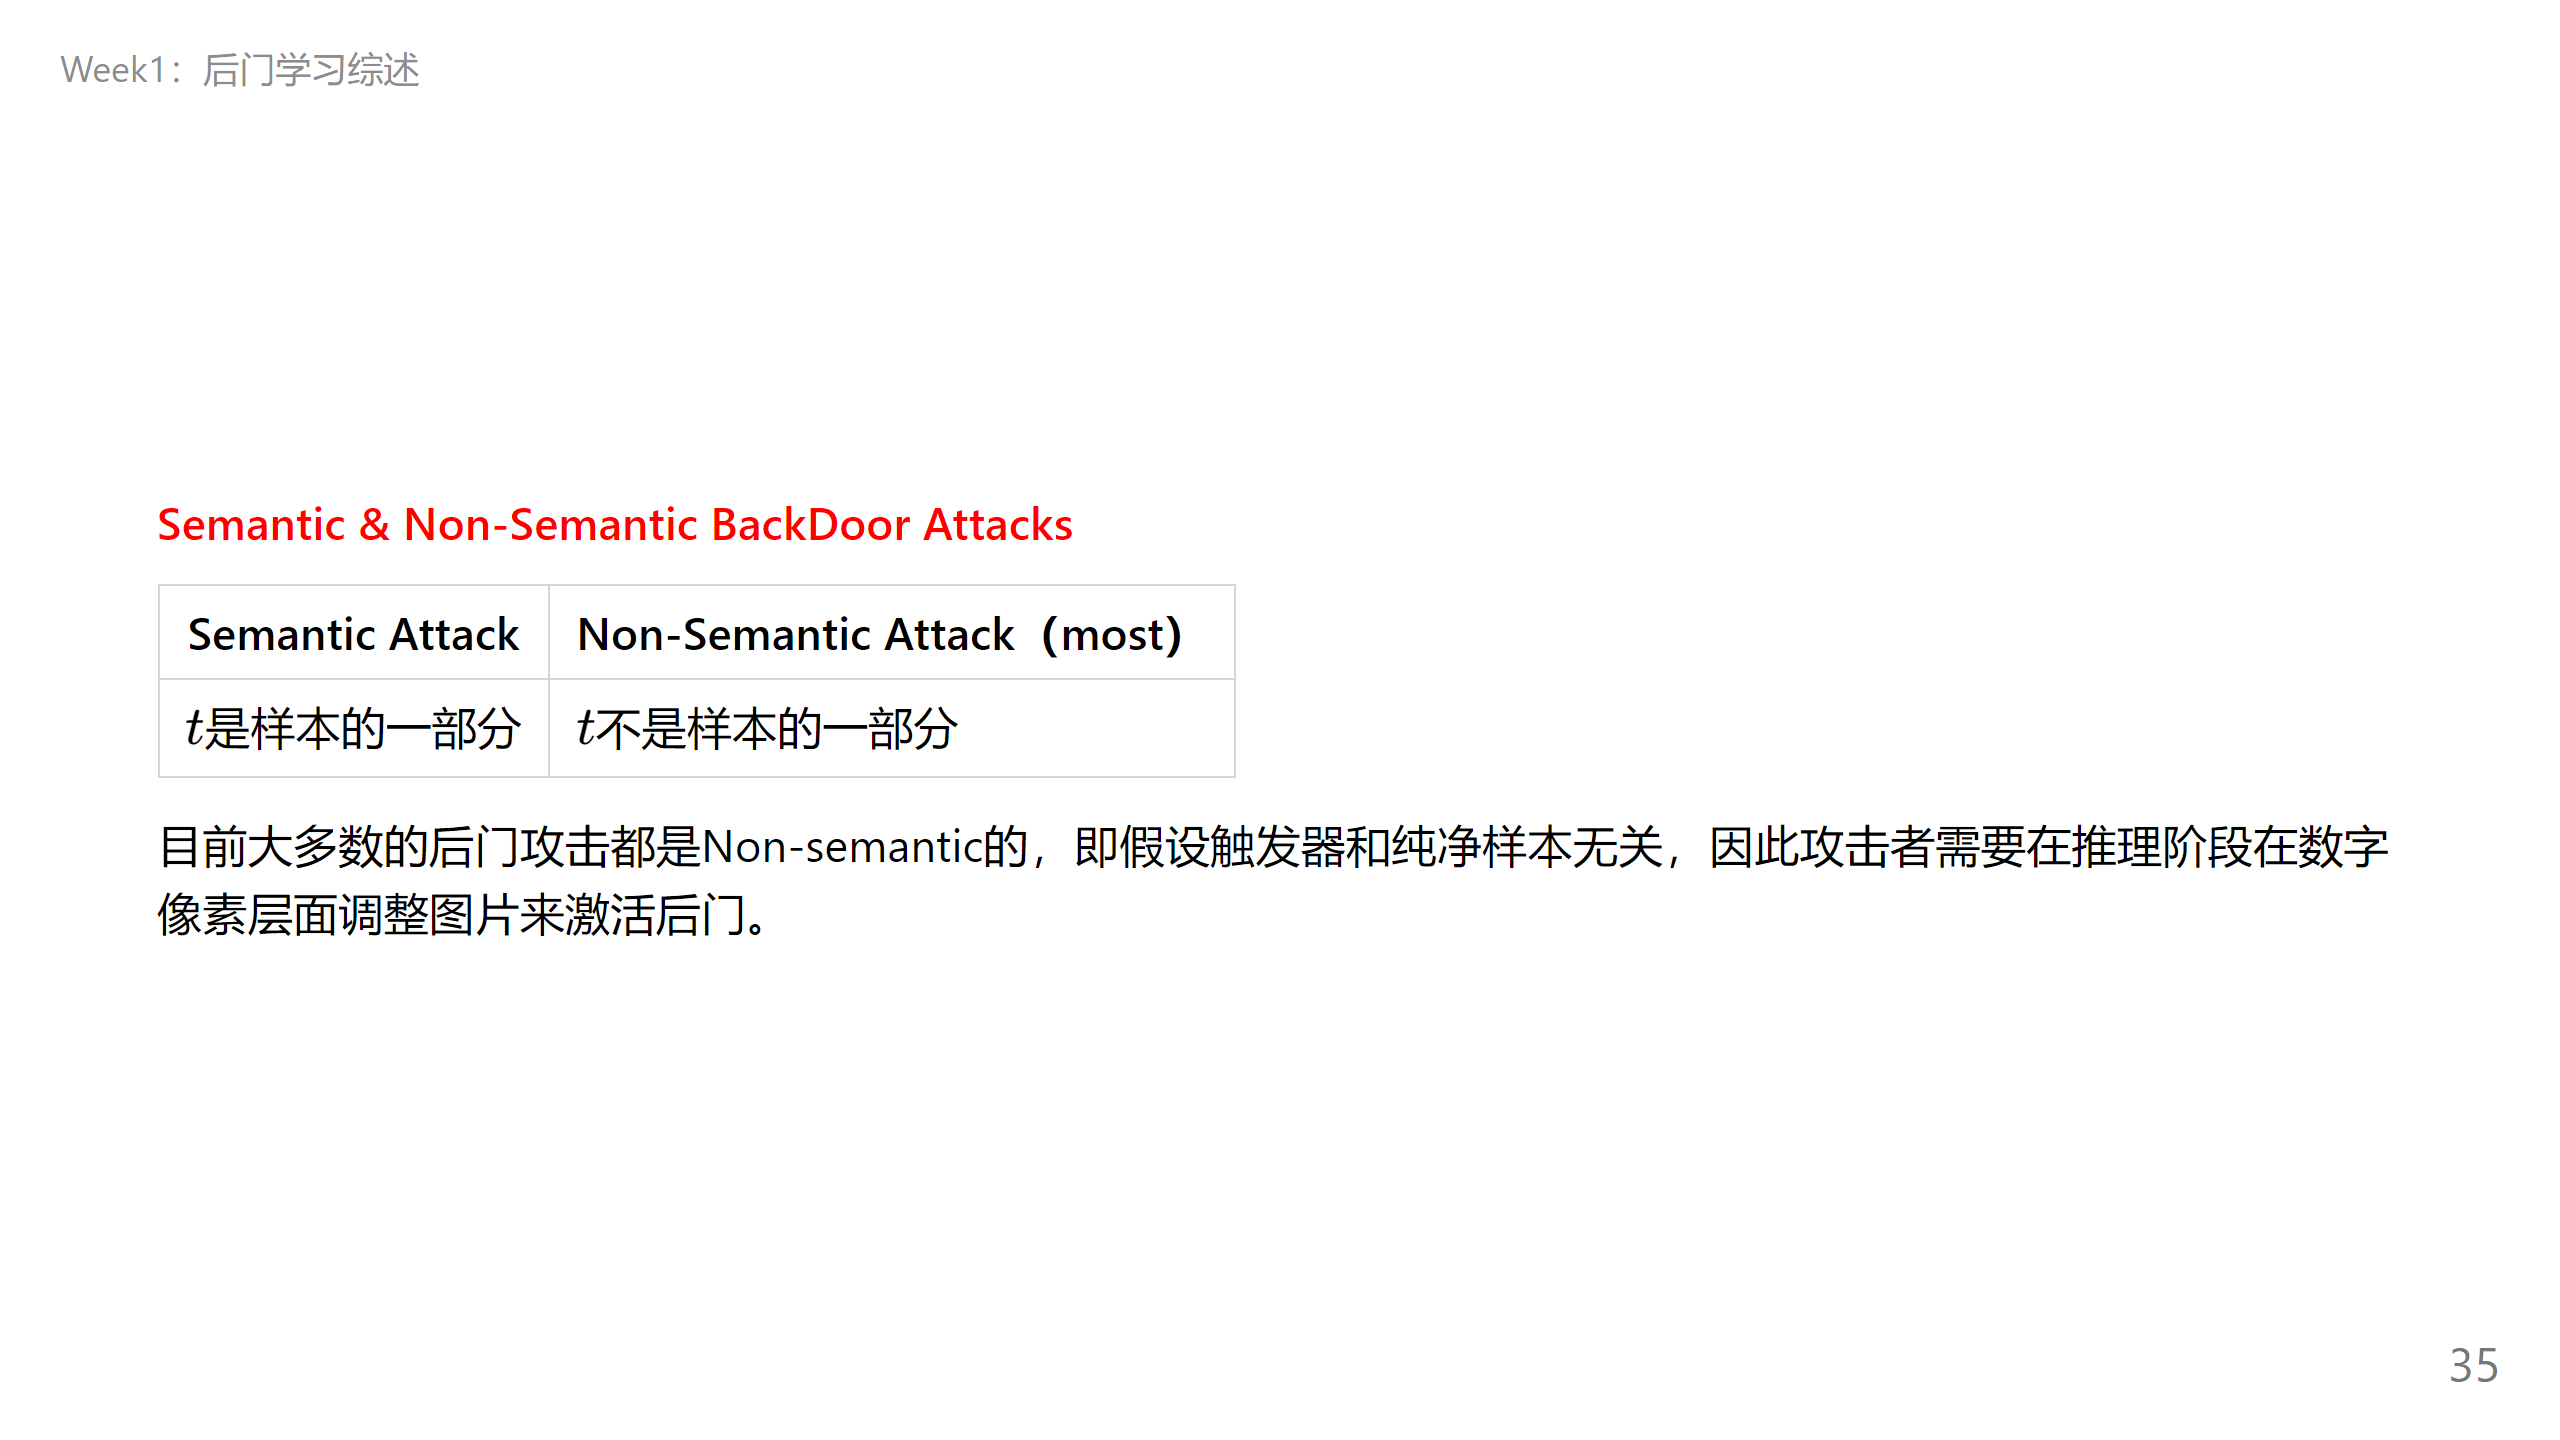 Week1：后门学习综述
Semantic & Non-Semantic BackDoor Attacks
Semantic Attack Non-Semantic Attack（most）
t是样本的一部分 t不是样本的一部分
目前大多数的后门攻击都是Non-semantic的，即假设触发器和纯净样本无关，因此攻击者需要在推理阶段在数字
像素层面调整图片来激活后门。
35